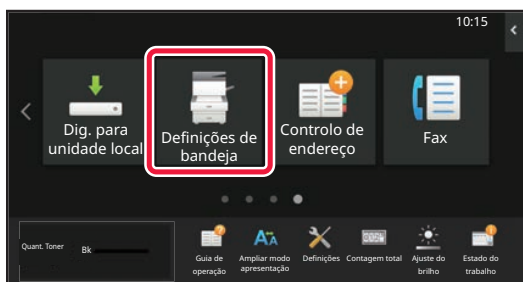 10:15
Dig. para
unidade local
Definições de
bandeja
Controlo de
endereço
Fax
Quant. Toner
Bk
Guia de
operação
Ampliar modo
apresentação
Definições
Contagem total
Ajuste do
brilho
Estado do
trabalho